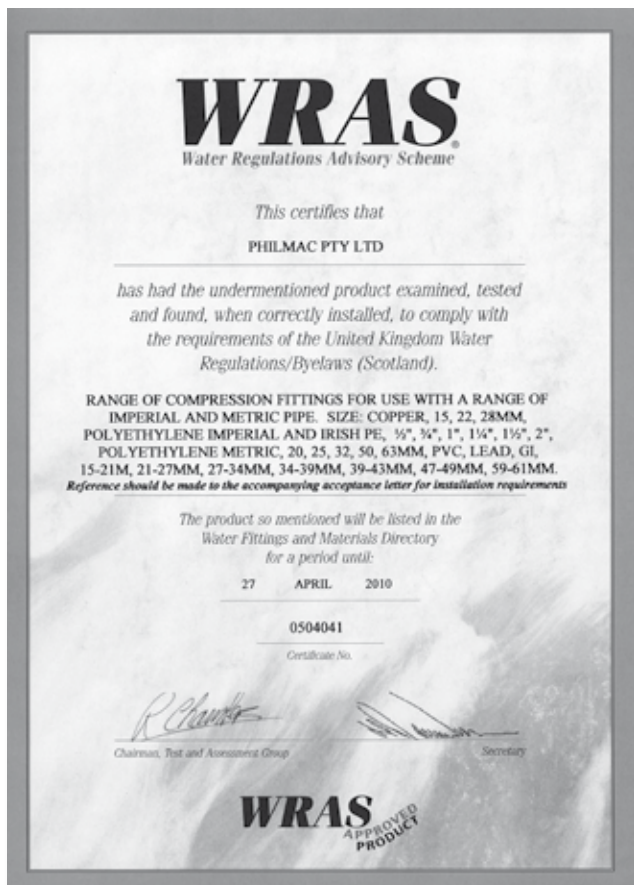 WRAS®
Water Regulations Advisory Scheme
This certifies that
PHILMAC PTY LTD
has had the undermentioned product examined, tested
and found, when correctly installed, to comply with
the requirements of the United Kingdom Water
Regulations/Byelaws (Scotland).
RANGE OF COMPRESSION FITTINGS FOR USE WITH A RANGE OF
IMPERIAL AND METRIC PIPE. SIZE: COPPER, 15, 22, 28MM,
POLYETHYLENE IMPERIAL AND IRISH PE, ½", ¾", 1", 1¼", 1½", 2",
POLYETHYLENE METRIC, 20, 25, 32, 50, 63MM, PVC, LEAD, GI,
15-21M, 21-27MM, 27-34MM, 34-39MM, 39-43MM, 47-49MM, 59-61MM.
Reference should be made to the accompanying acceptance letter for installation requirements
The product so mentioned will be listed in the
Water Fittings and Materials Directory
for a period until:
27 APRIL 2010
0504041
Certificate No.
Chairman, Test and Assessment Group
Secretary
WRAS
APPROVED
PRODUCT